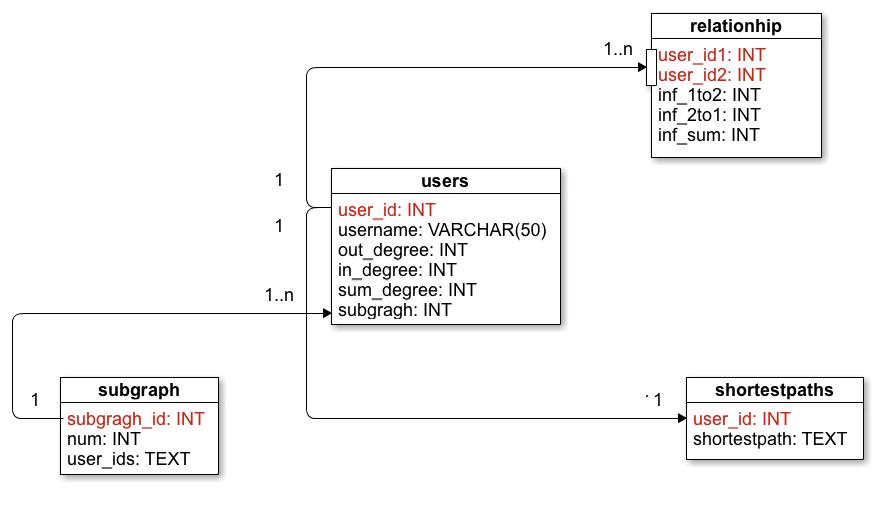 relationhip
1..n
user_id1: INT
user_id2: INT
inf_1to2: INT
inf_2to1: INT
inf_sum: INT
1
users
1
user_id: INT
username: VARCHAR(50)
out_degree: INT
in_degree: INT
sum_degree: INT
subgragh: INT
1..n
subgraph
1
subgragh_id: INT
num: INT
user_ids: TEXT
shortestpaths
1
user_id: INT
shortestpath: TEXT